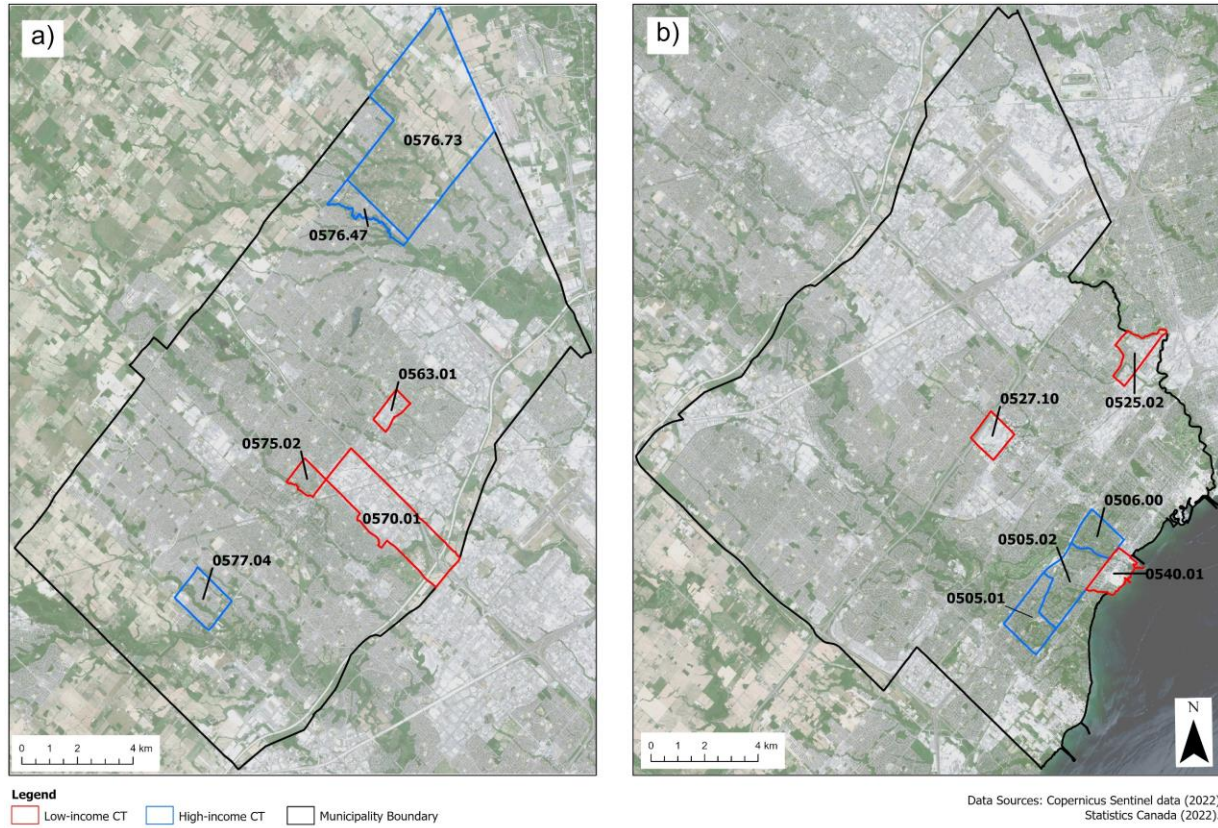 a)
0576.73
0576.47
0563.01
0575.02
0570.01
0577.04
0 1 2 4 km
b)
0525.02
0527.10
0506.00
0505.02
0540.01
0505.01
N
0 1 2 4 km
Legend
Low-income CT High-income CT Municipality Boundary
Data Sources: Copernicus Sentinel data (2022)
Statistics Canada (2022).